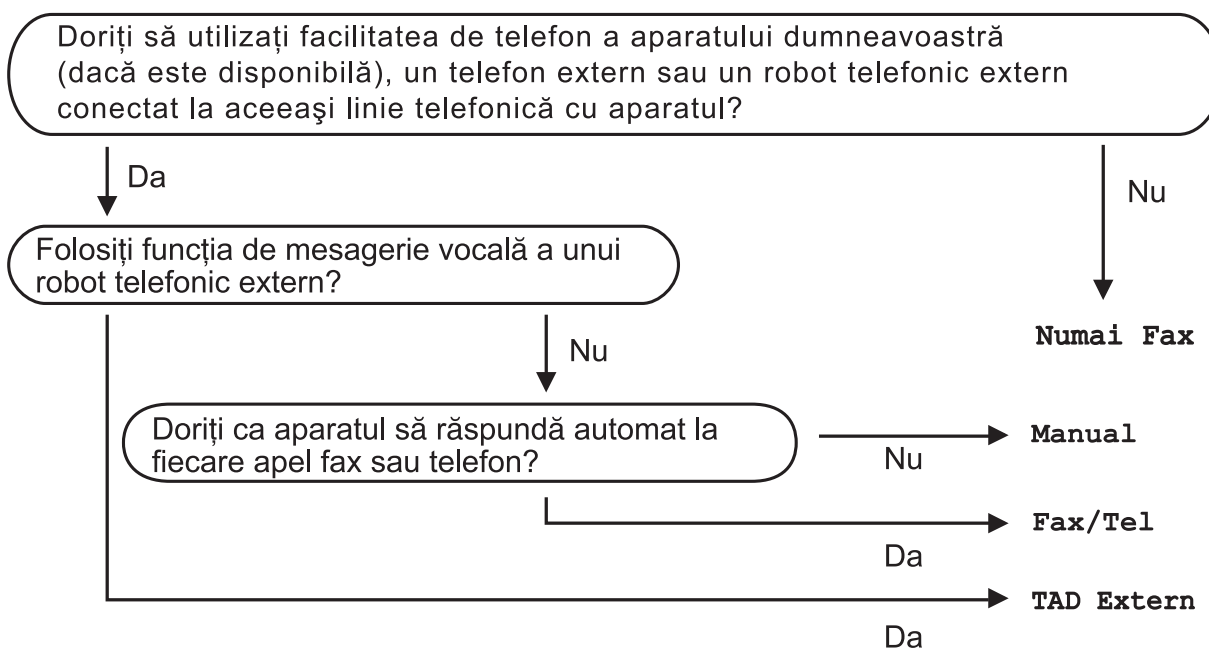 Doriți să utilizați facilitatea de telefon a aparatului dumneavoastră
(dacă este disponibilă), un telefon extern sau un robot telefonic extern
conectat la aceeaşi linie telefonică cu aparatul?
Da
Nu
Folosiți funcția de mesagerie vocală a unui
robot telefonic extern?
Numai Fax
Nu
Doriți ca aparatul să răspundă automat la
fiecare apel fax sau telefon?
Manual
Nu
Fax/Tel
Da
TAD Extern
Da